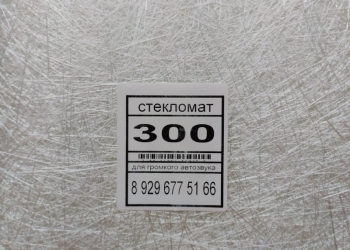 стекломат
300
для громкого автозвука
8 929 677 51 66